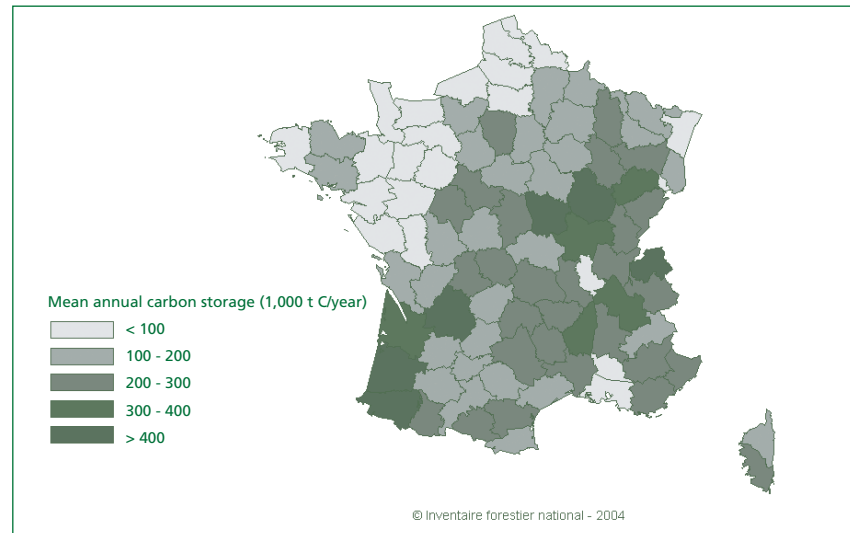 Mean annual carbon storage (1,000 t C/year)
< 100
100 - 200
200 - 300
300 - 400
> 400
© Inventaire forestier national - 2004